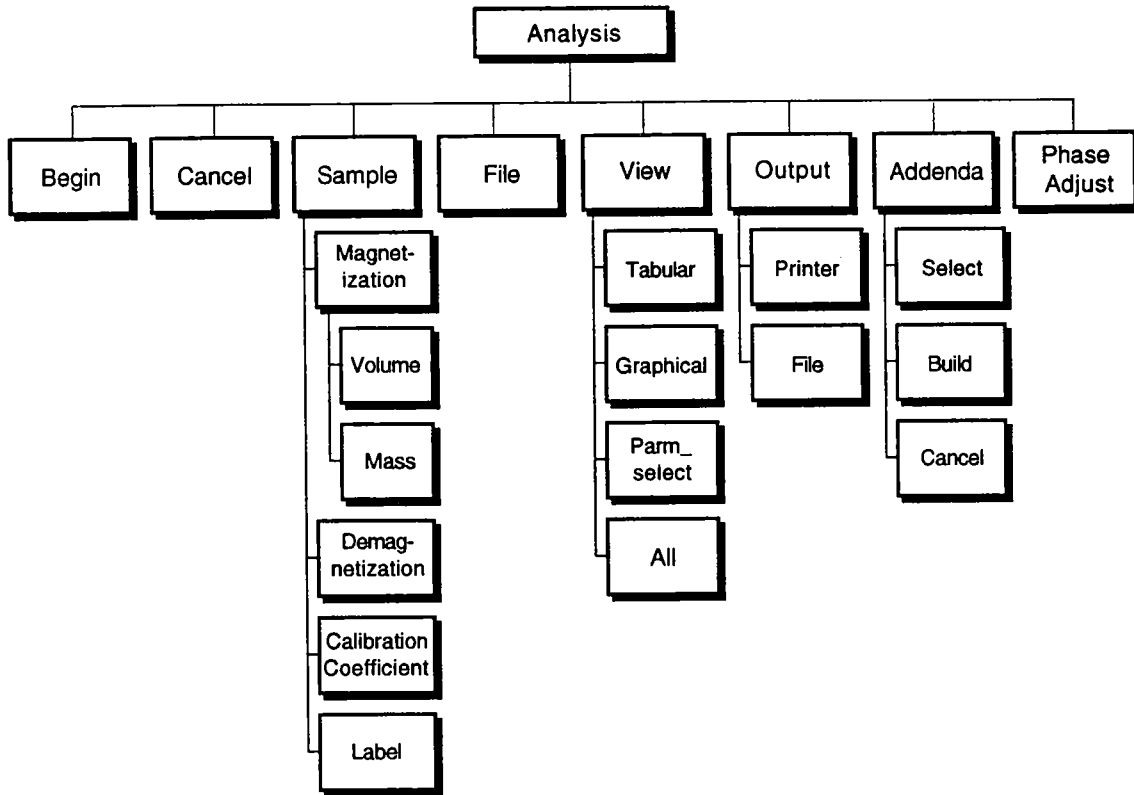 Analysis
Begin
Cancel
Sample
File
View
Output
Addenda
Phase
Adjust
Magnet-
ization
Volume
Mass
Demag-
netization
Calibration
Coefficient
Label
Tabular
Graphical
Parm_
select
All
Printer
File
Select
Build
Cancel